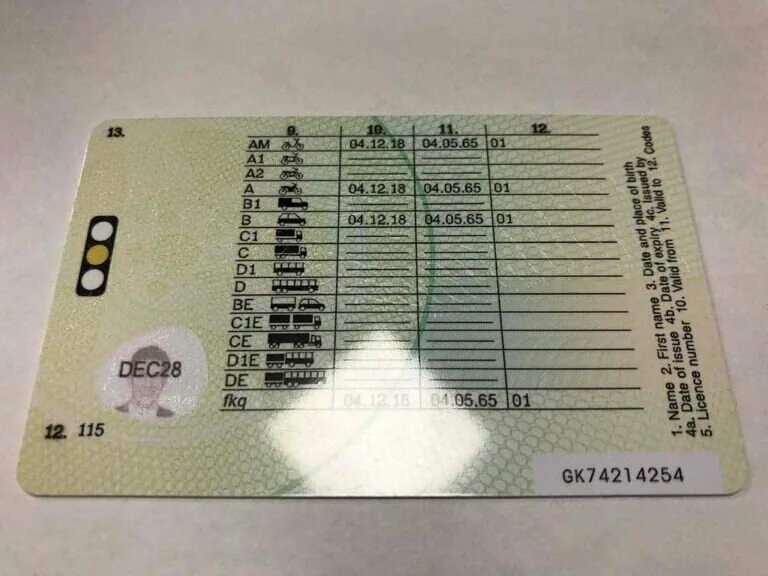 13.
9. 10. 11. 12.
AM 04.12.18 04.05.65 01
A1
A2
A 04.12.18 04.05.65 01
B1
B 04.12.18 04.05.65 01
C1
C
D1
D
BE
C1E
CE
D1E
DE
fkq 04.12.18 04.05.65 01
DEC28
12. 115
1. Name 2. First name 3. Date and place of birth
4a. Date of issue 4b. Date of expiry 4c. Issued by
5. Licence number 10. Valid from 11. Valid to 12. Codes
GK74214254